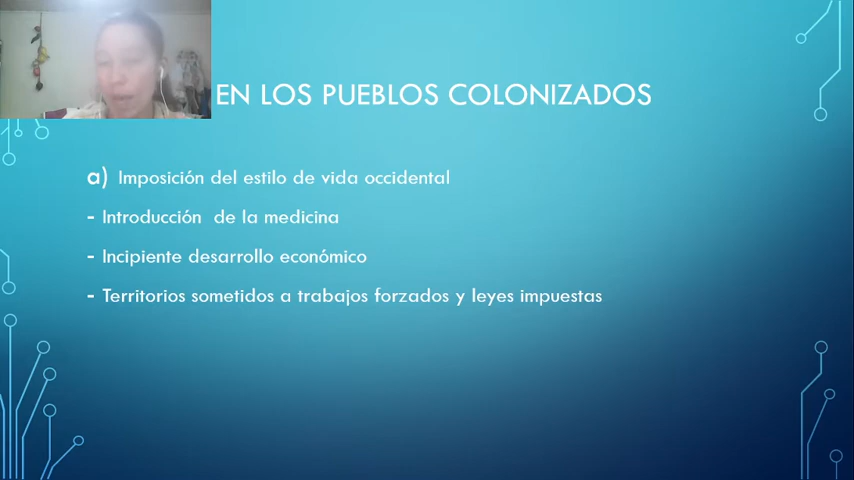 EN LOS PUEBLOS COLONIZADOS
a) Imposición del estilo de vida occidental
- Introducción de la medicina
- Incipiente desarrollo económico
- Territorios sometidos a trabajos forzados y leyes impuestas